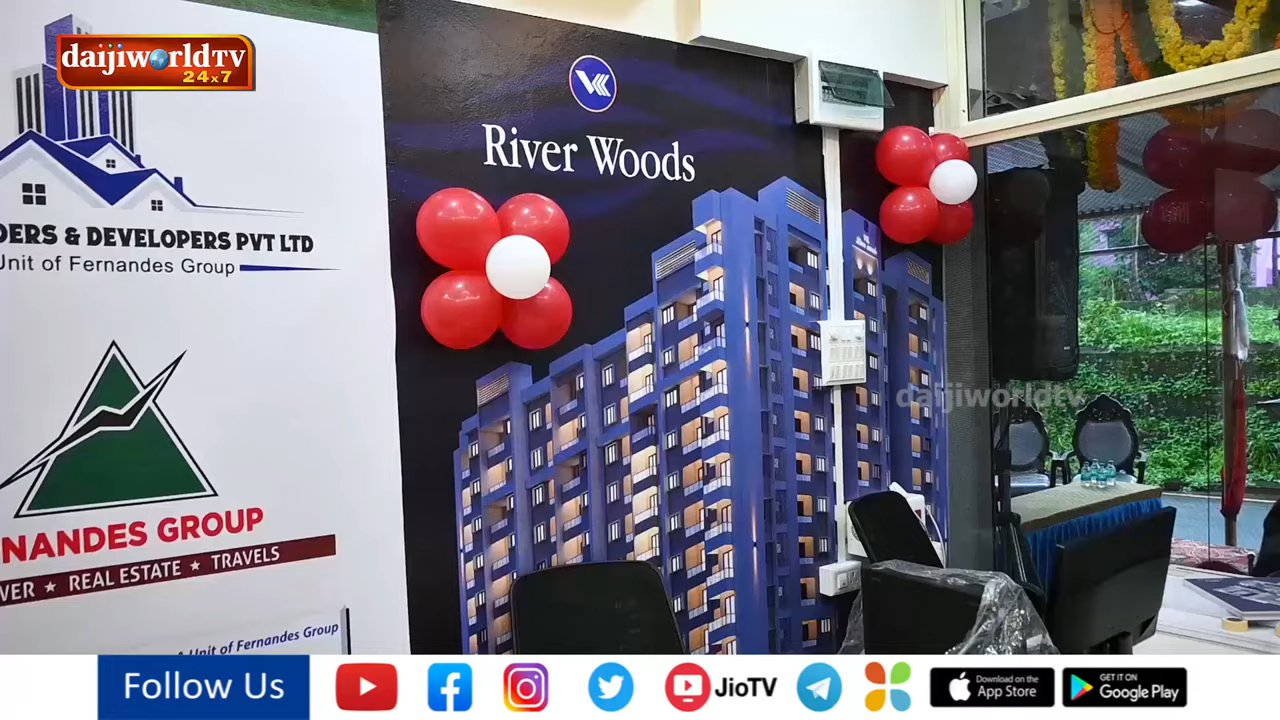 daijiworldTV
24x7
River Woods
DERS & DEVELOPERS PVT LTD
Unit of Fernandes Group
NANDES GROUP
VER ★ REAL ESTATE ★ TRAVELS
A Unit of Fernandes Group
daijiworldtv
Follow Us
JioTV
Download on the
App Store
GET IT ON
Google Play